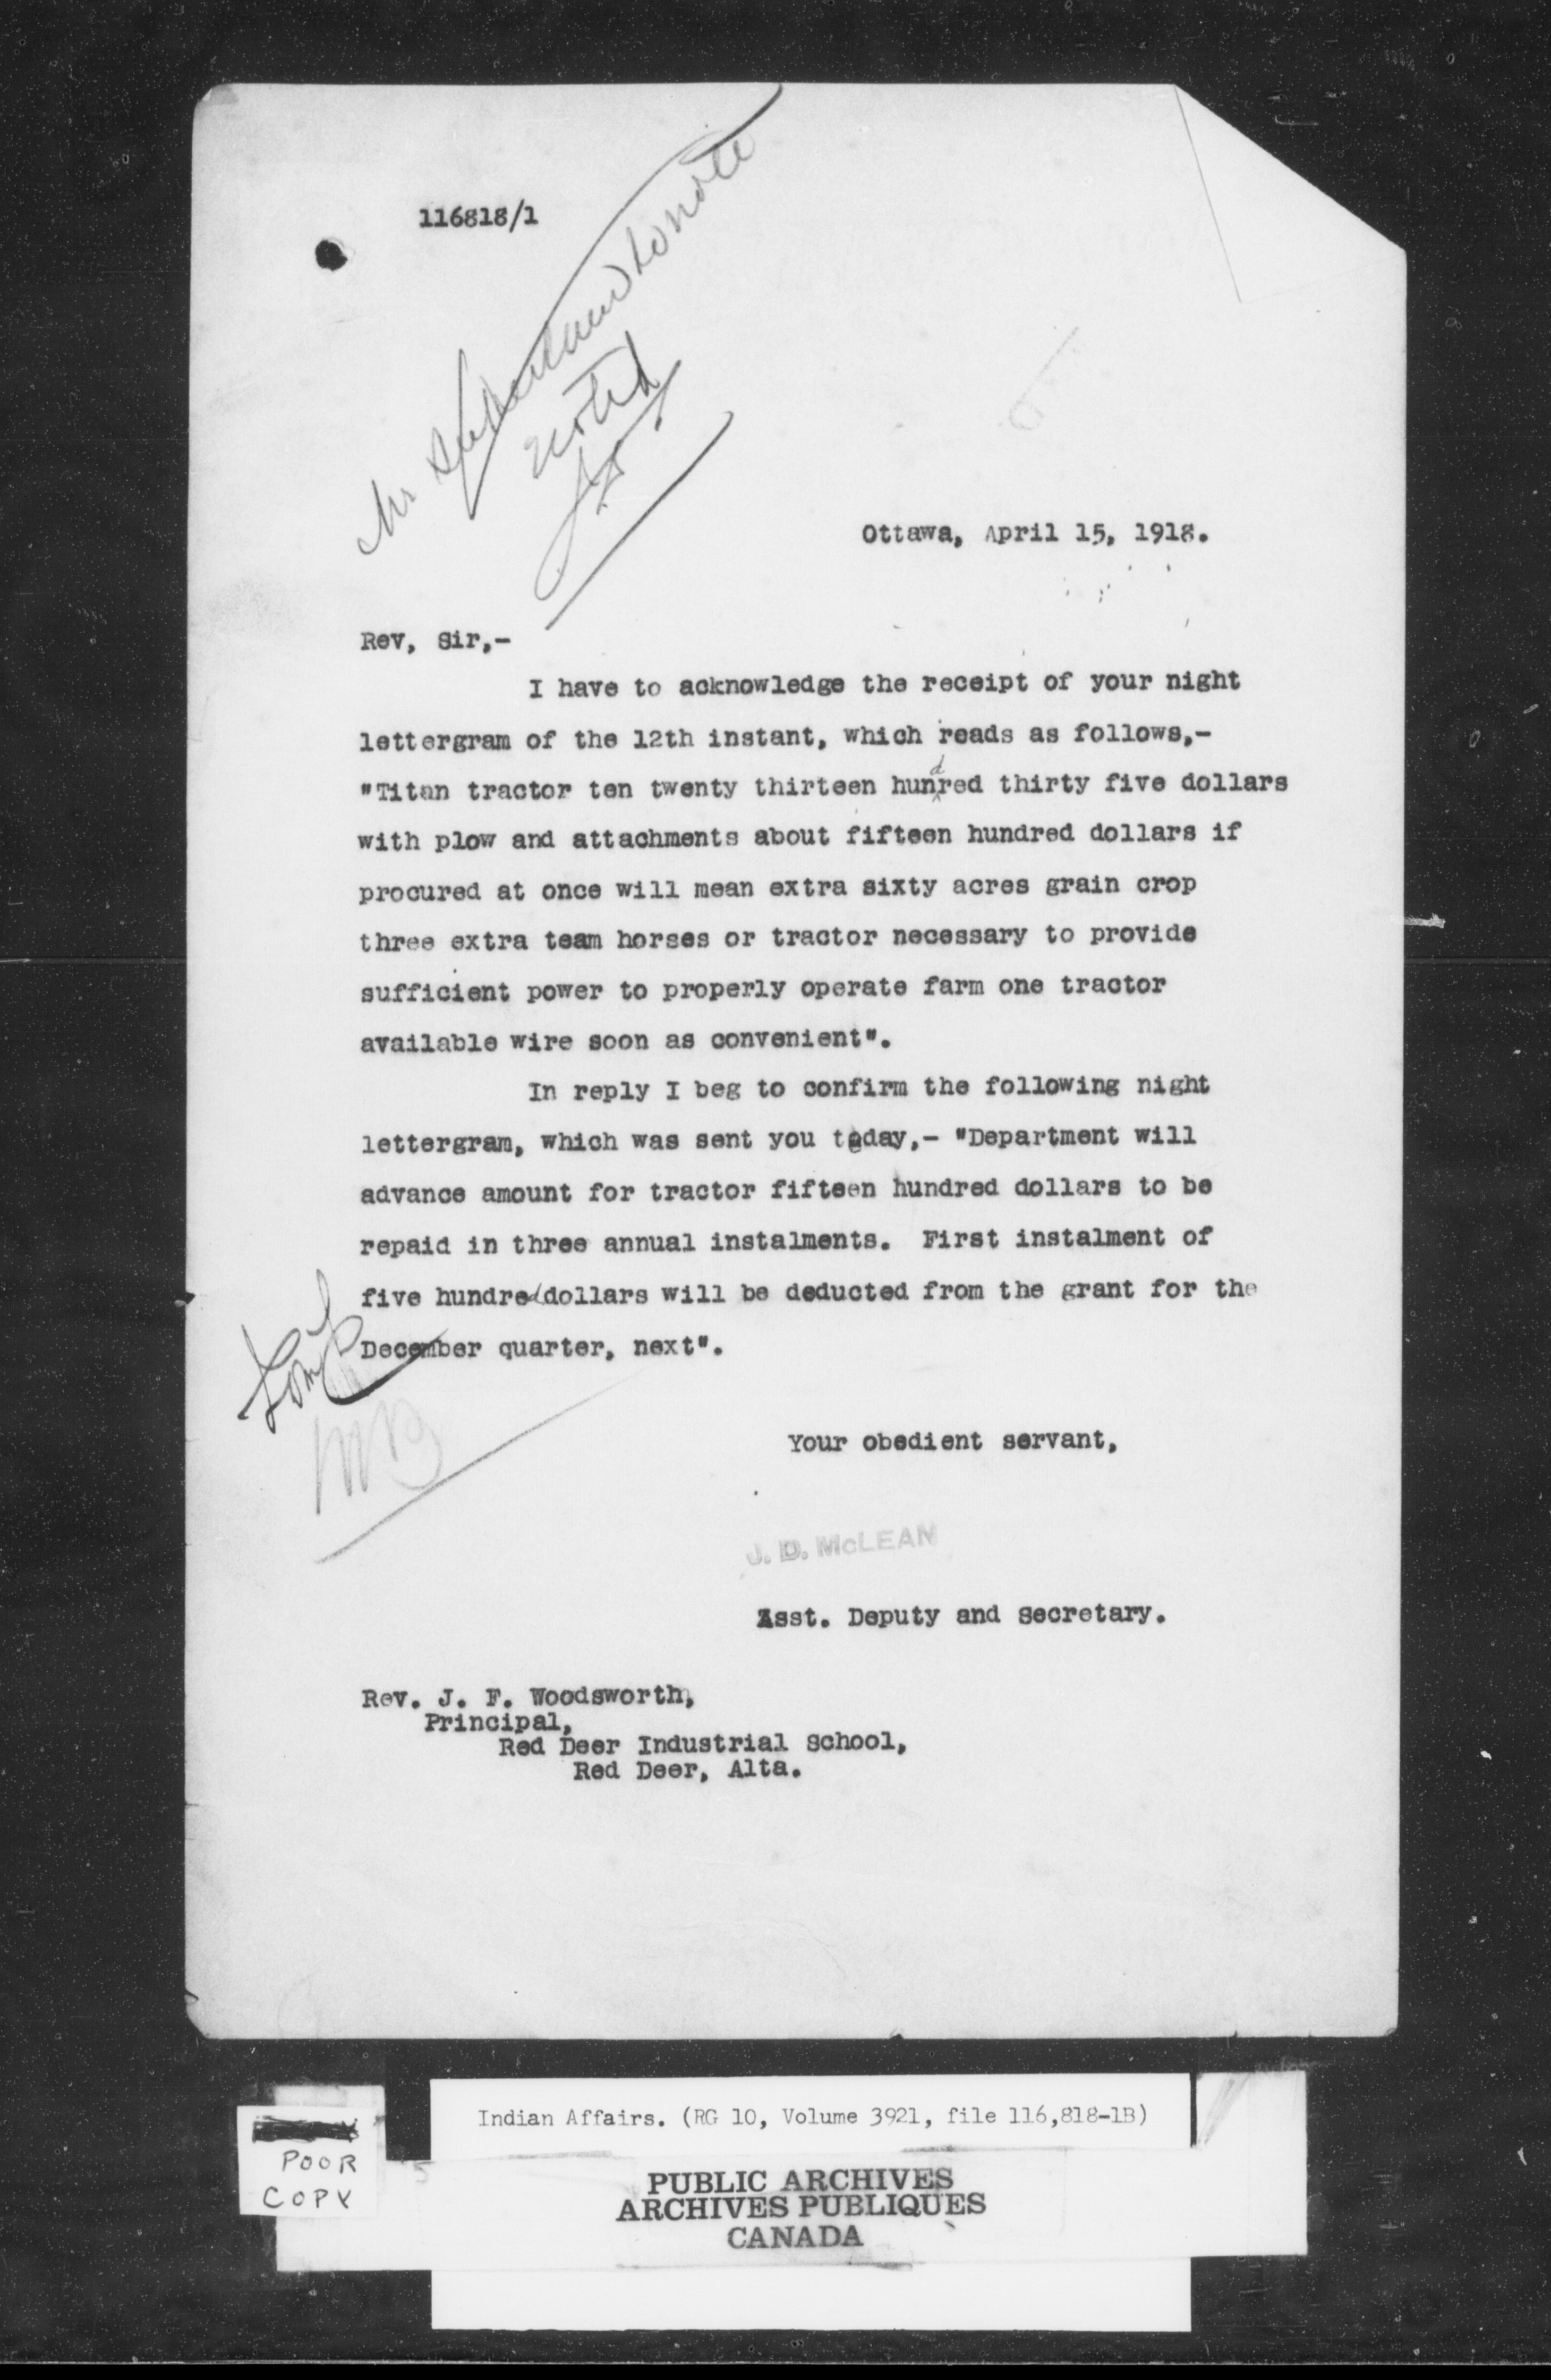 116818/1
Mr to note
noted
Ottawa, April 15, 1918.
Rev, Sir,-
I have to acknowledge the receipt of your night
lettergram of the 12th instant, which reads as follows,-
"Titan tractor ten twenty thirteen hundred thirty five dollars
with plow and attachments about fifteen hundred dollars if
procured at once will mean extra sixty acres grain crop
three extra team horses or tractor necessary to provide
sufficient power to properly operate farm one tractor
available wire soon as convenient".
In reply I beg to confirm the following night
lettergram, which was sent you today,- "Department will
advance amount for tractor fifteen hundred dollars to be
repaid in three annual instalments. First instalment of
five hundred dollars will be deducted from the grant for the
December quarter, next".
Your obedient servant,
J. D. McLEAN
Asst. Deputy and Secretary.
Rev. J. F. Woodsworth,
Principal,
Red Deer Industrial School,
Red Deer, Alta.
Indian Affairs. (RG 10, Volume 3921, file 116,818-1B)
POOR
COPY
PUBLIC ARCHIVES
ARCHIVES PUBLIQUES
CANADA